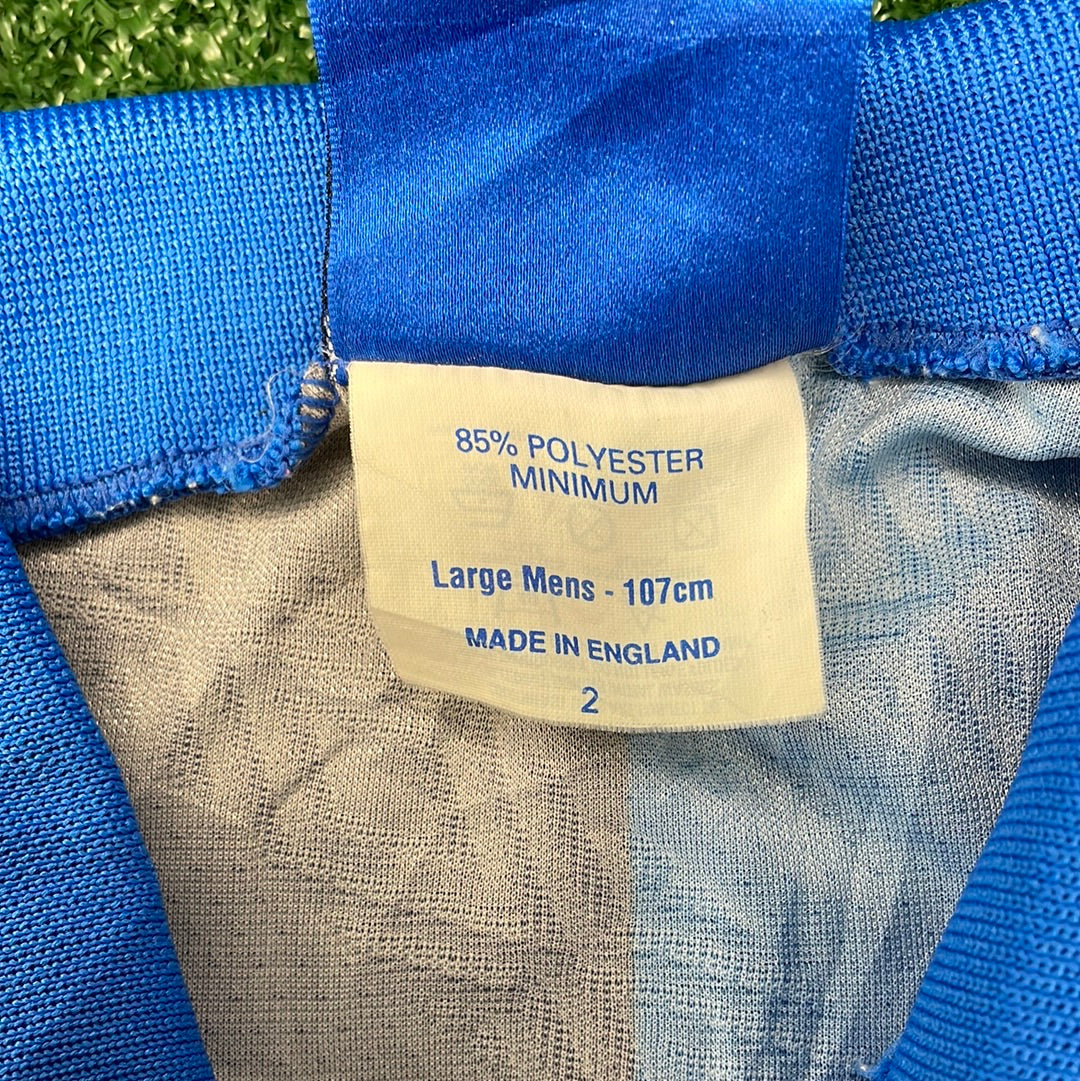 85% POLYESTER
MINIMUM
Large Mens - 107cm
MADE IN ENGLAND
2